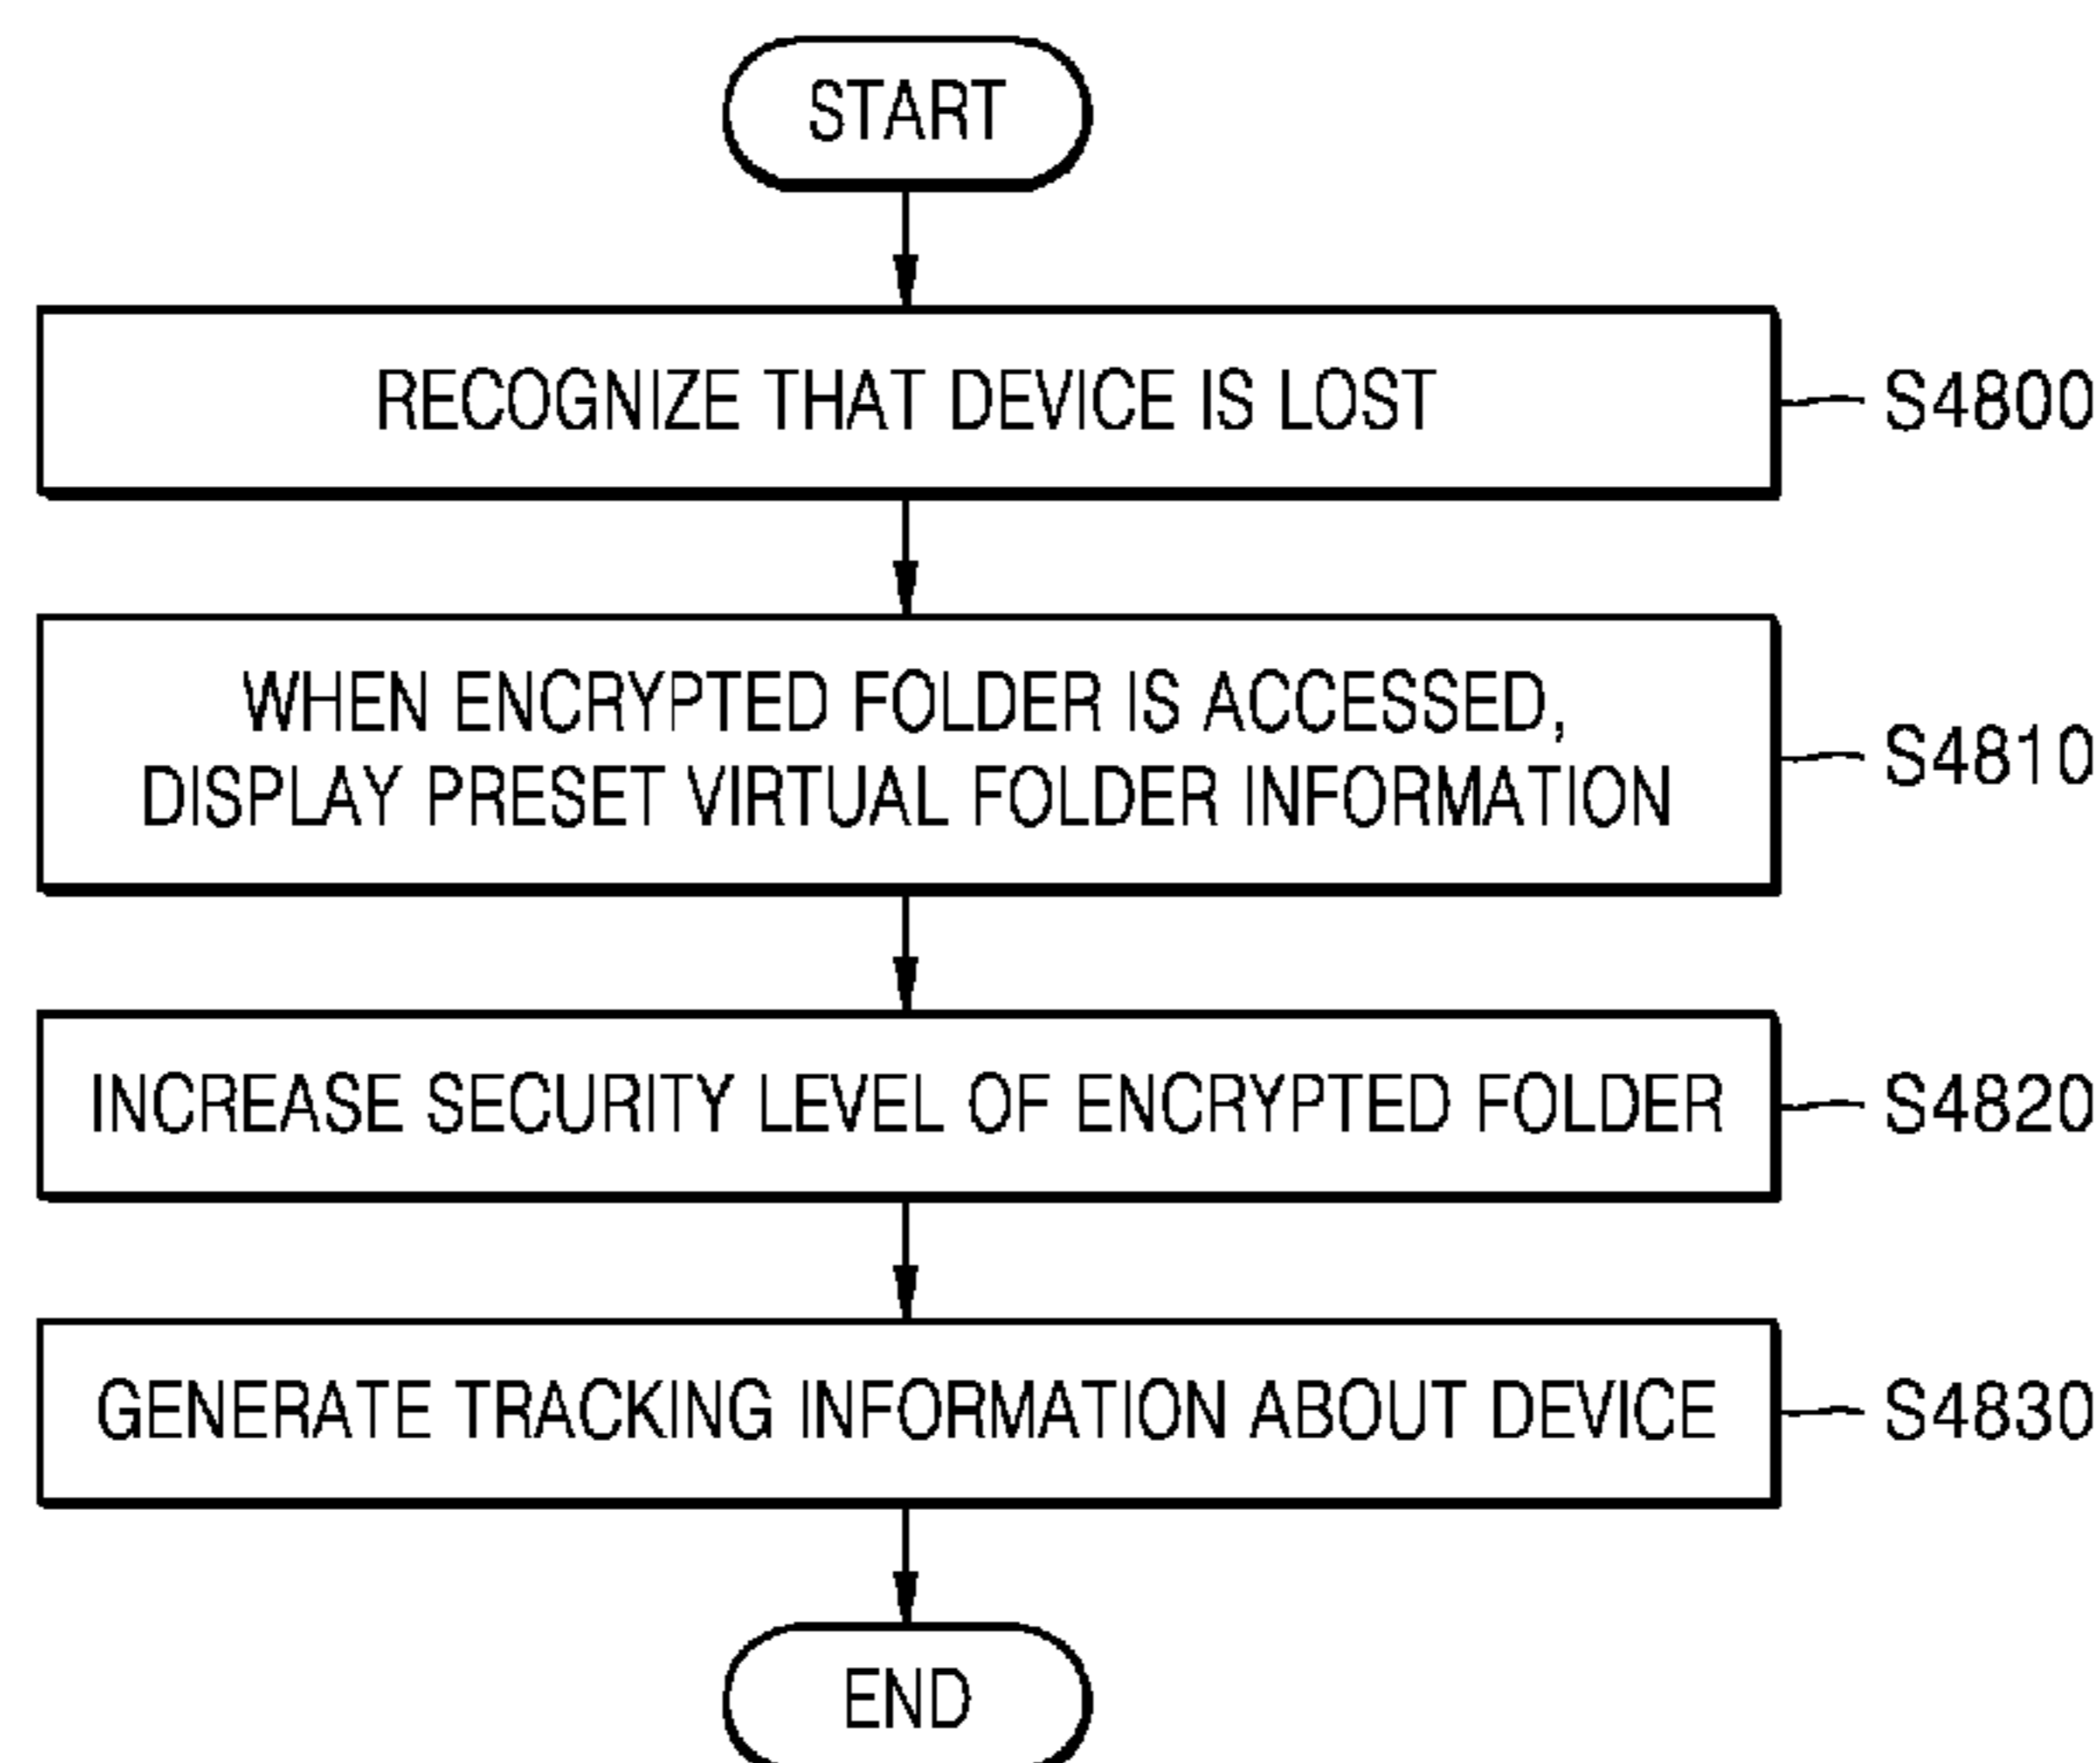 START
RECOGNIZE THAT DEVICE IS LOST
S4800
WHEN ENCRYPTED FOLDER IS ACCESSED,
DISPLAY PRESET VIRTUAL FOLDER INFORMATION
S4810
INCREASE SECURITY LEVEL OF ENCRYPTED FOLDER
S4820
GENERATE TRACKING INFORMATION ABOUT DEVICE
S4830
END